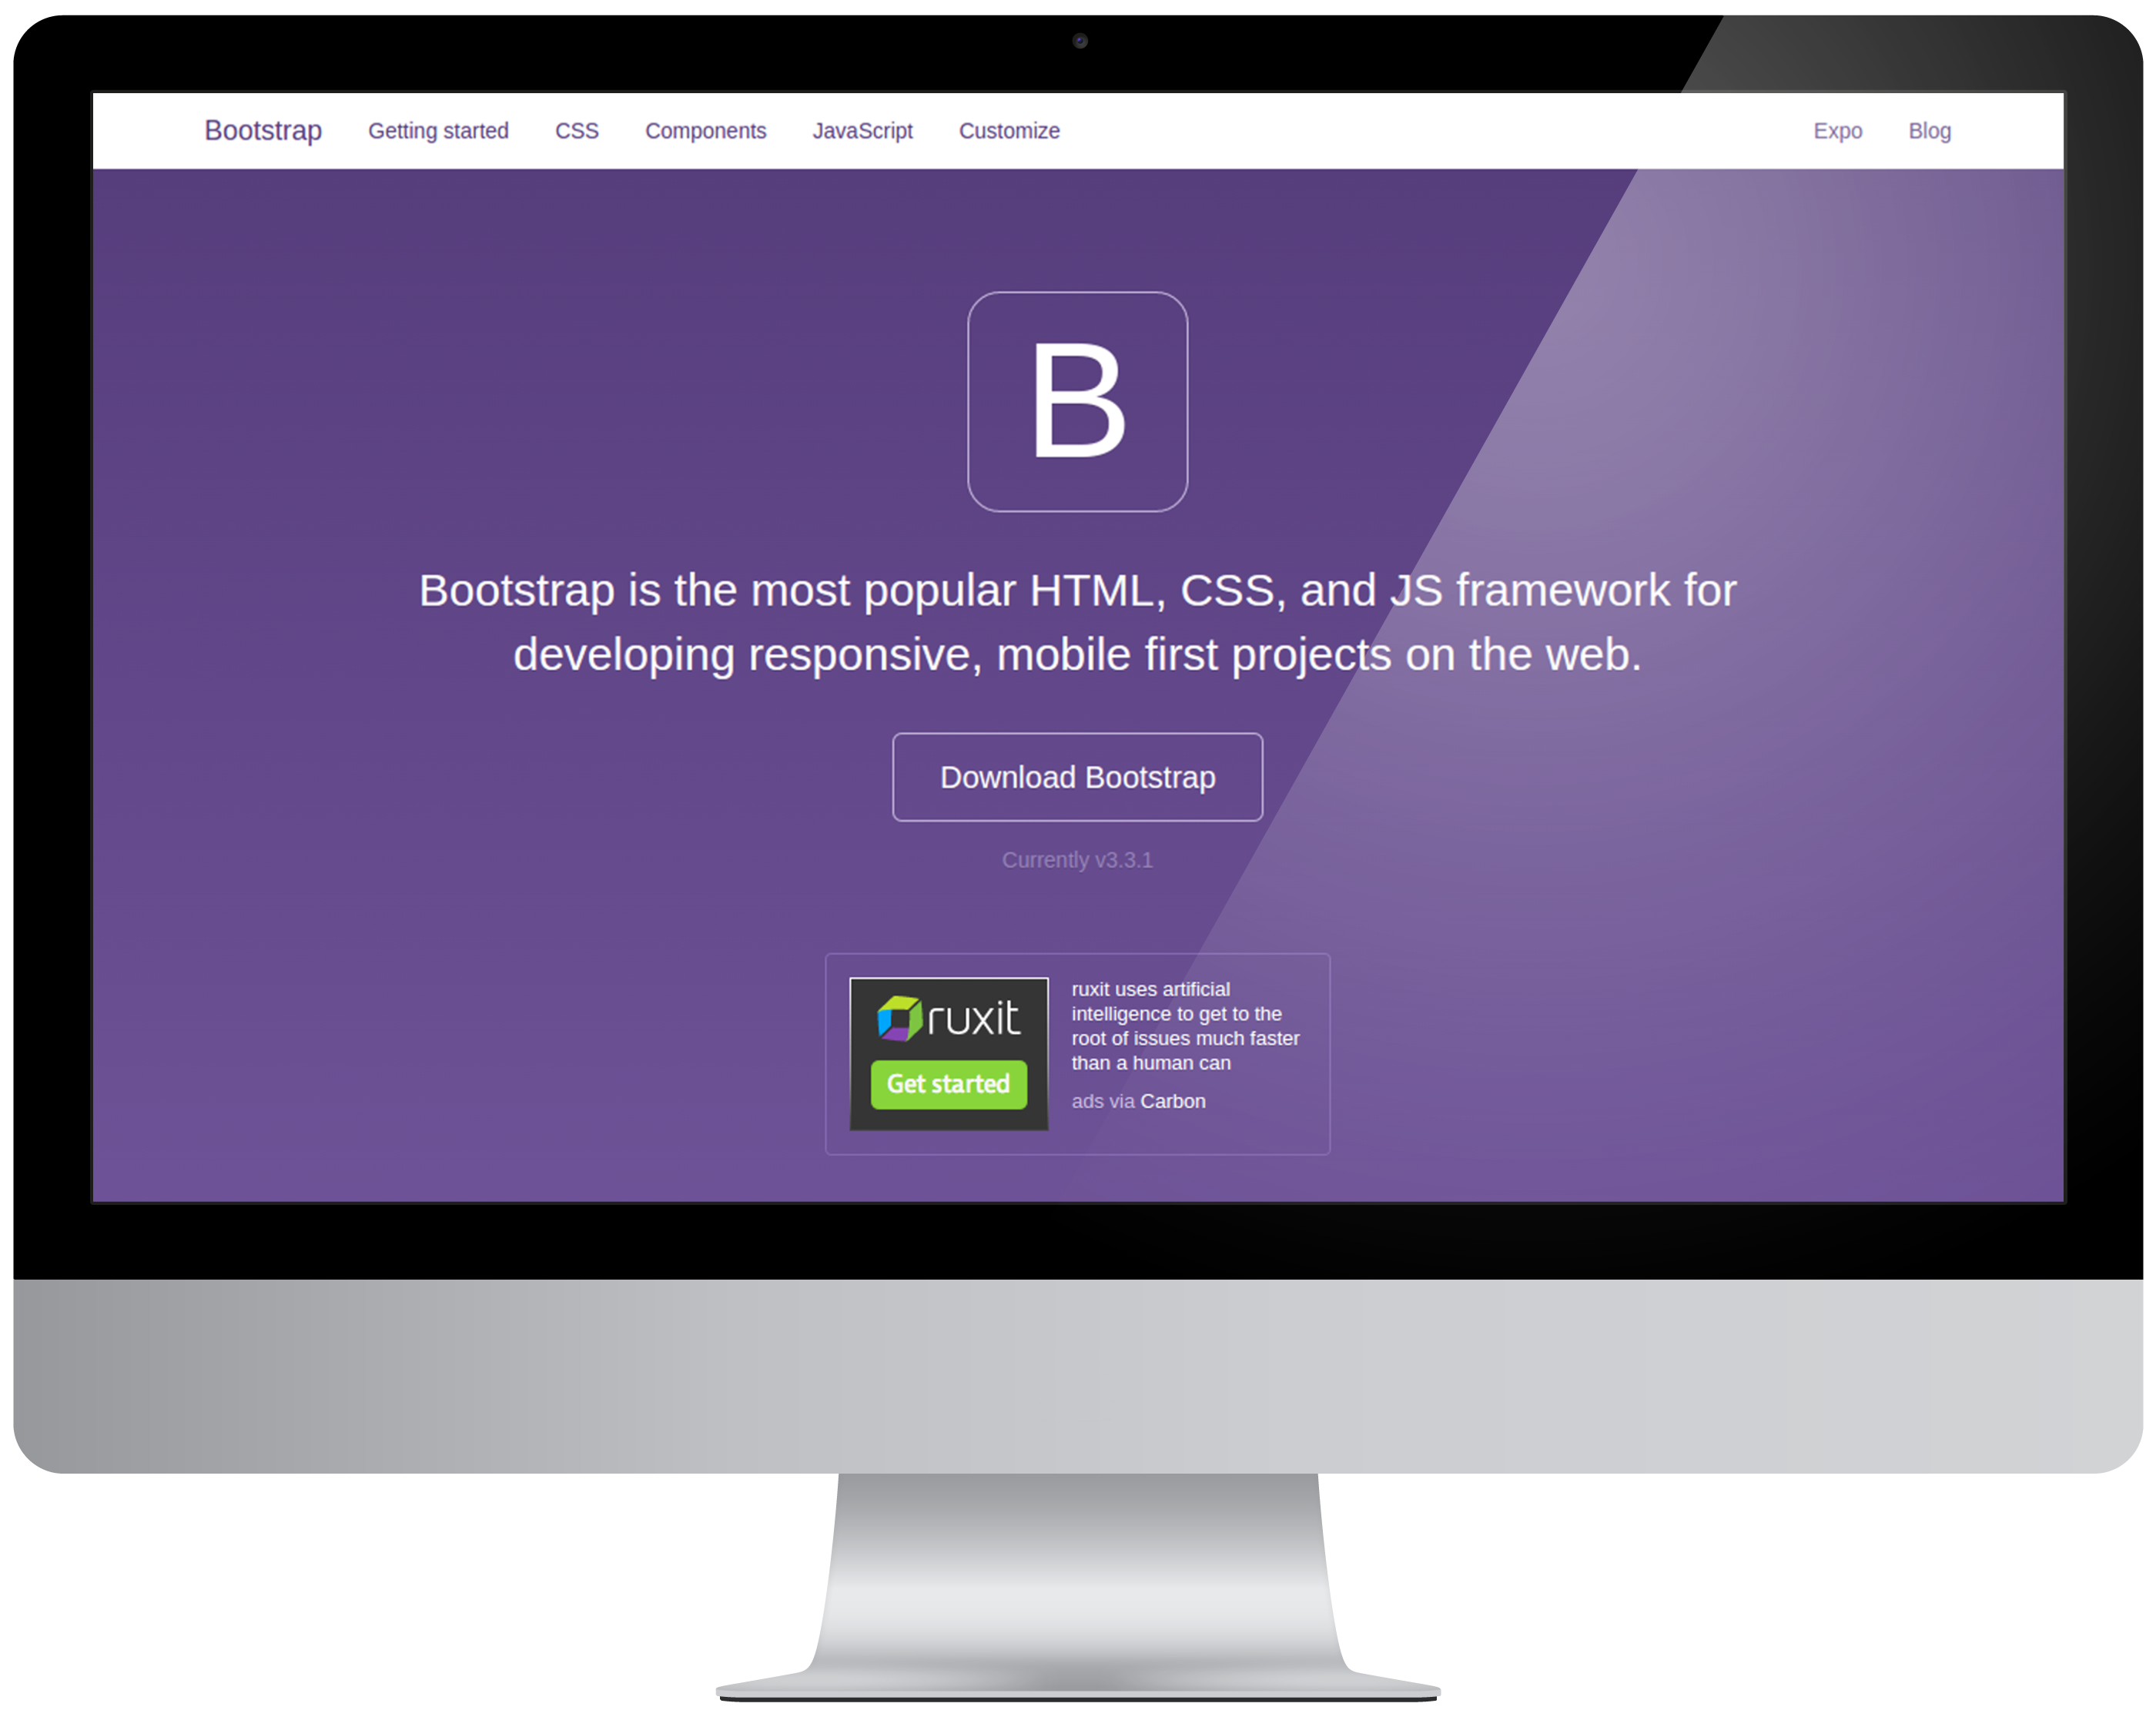 Bootstrap Getting started CSS Components JavaScript Customize Expo Blog
B
Bootstrap is the most popular HTML, CSS, and JS framework for
developing responsive, mobile first projects on the web.
Download Bootstrap
Currently v3.3.1
ruxit
Get started
ruxit uses artificial
intelligence to get to the
root of issues much faster
than a human can
ads via Carbon